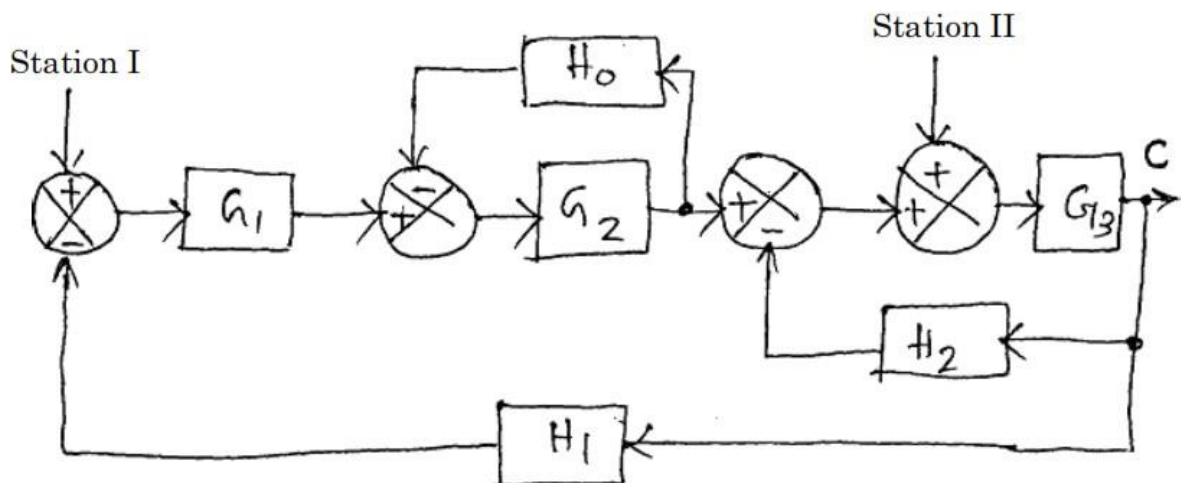 Station II
Station I
H₀
C
+
-
G₁
-
+
G₂
+
-
+
+
G₃
H₂
H₁